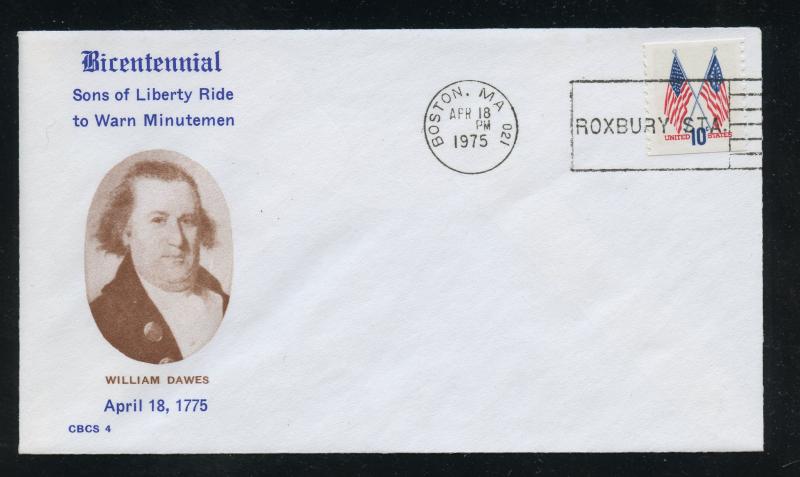 Bicentennial
Sons of Liberty Ride
to Warn Minutemen
WILLIAM DAWES
April 18, 1775
CBCS 4
BOSTON, MA 021
APR 18
PM
1975
ROXBURY STA.
UNITED 10c STATES